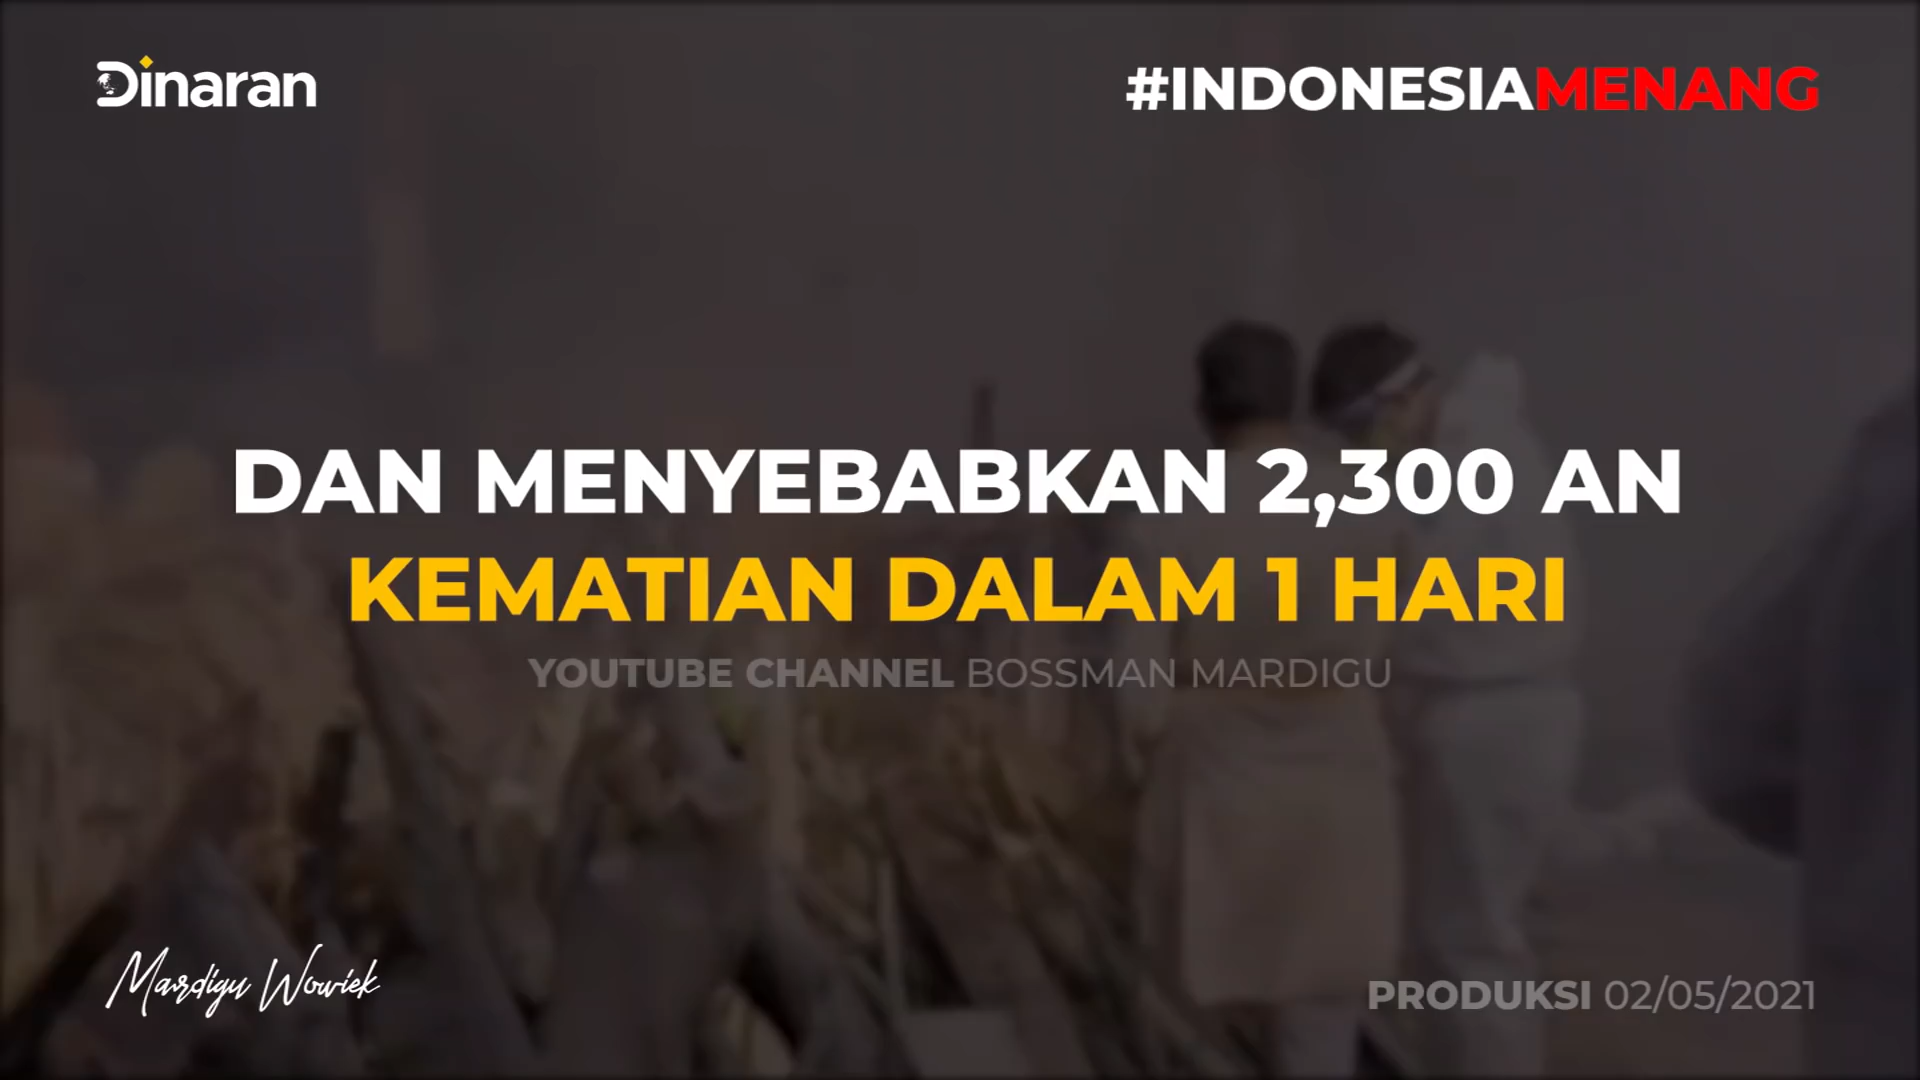 Dinaran
#INDONESIAMENANG
DAN MENYEBABKAN 2,300 AN
KEMATIAN DALAM 1 HARI
YOUTUBE CHANNEL BOSSMAN MARDIGU
Mardigu Wowiek
PRODUKSI 02/05/2021